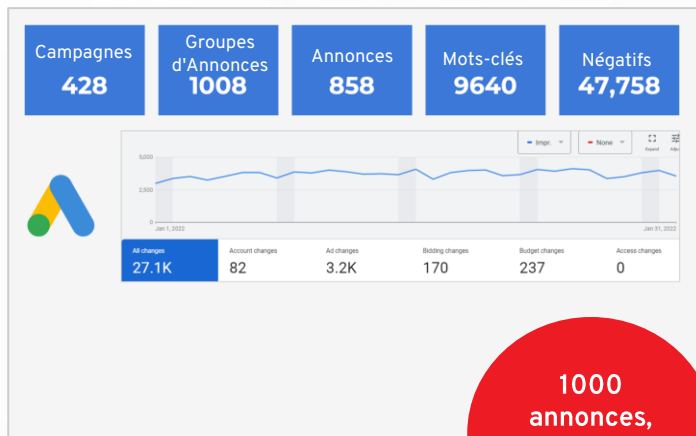 Campagnes
428
Groupes
d'Annonces
1008
Annonces
858
Mots-clés
9640
Négatifs
47,758
Impr.
None
Expand
Adjust
5,000
2,500
0
Jan 1, 2022
Jan 31, 2022
All changes
27.1K
Account changes
82
Ad changes
3.2K
Bidding changes
170
Budget changes
237
Access changes
0
1000
annonces,